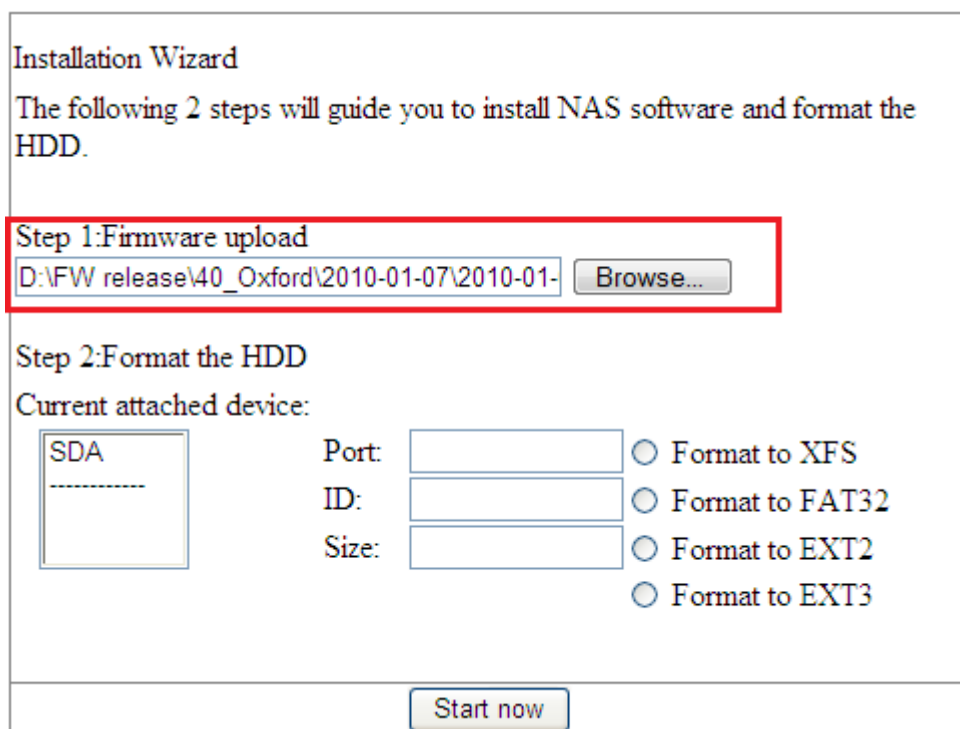 Installation Wizard
The following 2 steps will guide you to install NAS software and format the
HDD.
Step 1:Firmware upload
D:\FW release\40_Oxford\2010-01-07\2010-01- Browse...
Step 2:Format the HDD
Current attached device:
SDA
------------
Port: Format to XFS
ID: Format to FAT32
Size: Format to EXT2
Format to EXT3
Start now